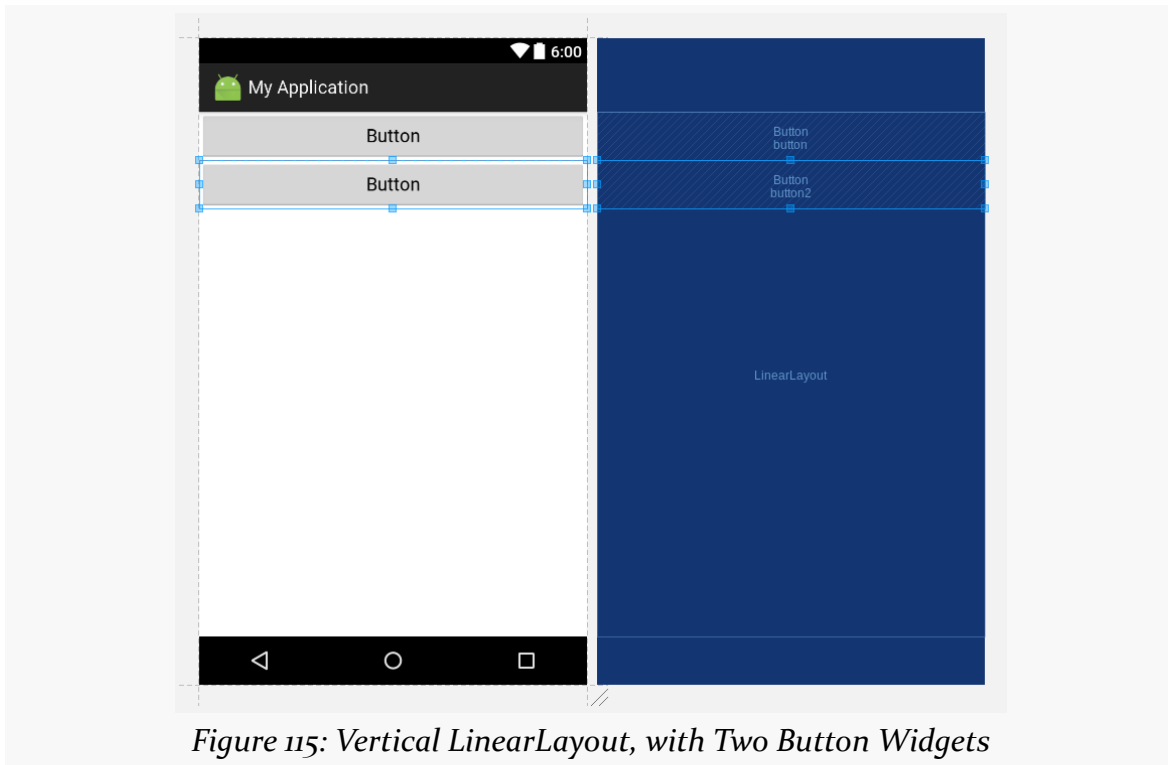 6:00
My Application
Button
Button
Button
button
Button
button2
LinearLayout
Figure 115: Vertical LinearLayout, with Two Button Widgets